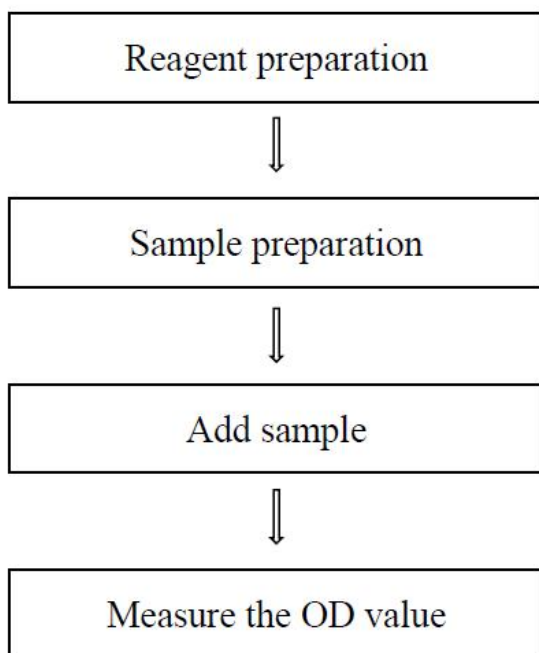 Reagent preparation
Sample preparation
Add sample
Measure the OD value